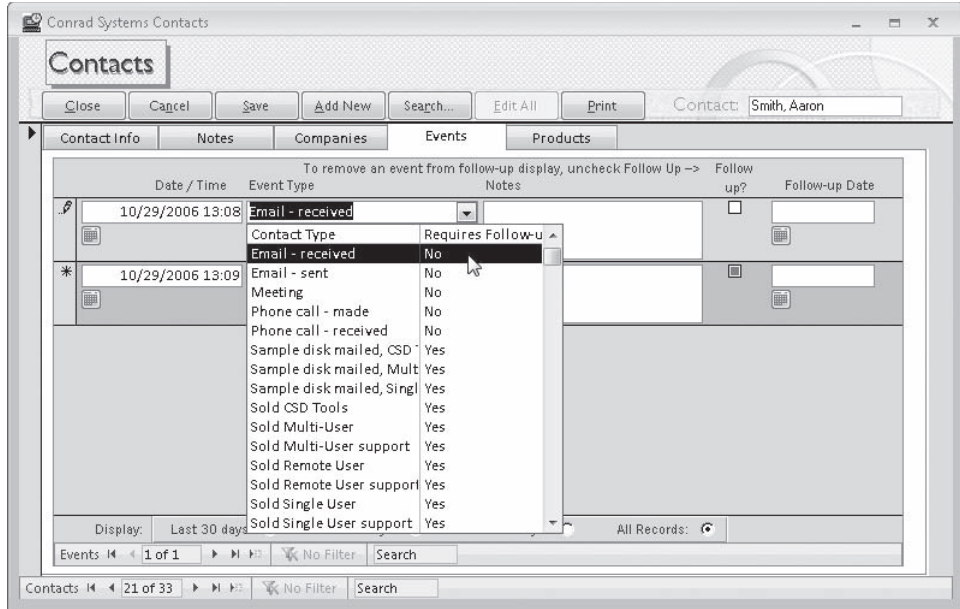 Conrad Systems Contacts
Contacts
Close Cancel Save Add New Search... Edit All Print Contact: Smith, Aaron
Contact Info Notes Companies Events Products
To remove an event from follow-up display, uncheck Follow Up --> Follow
Date / Time Event Type Notes up? Follow-up Date
10/29/2006 13:08 Email - received
Contact Type Requires Follow-u
Email - received No
10/29/2006 13:09 Email - sent No
Meeting No
Phone call - made No
Phone call - received No
Sample disk mailed, CSD Yes
Sample disk mailed, Mult Yes
Sample disk mailed, Singl Yes
Sold CSD Tools Yes
Sold Multi-User Yes
Sold Multi-User support Yes
Sold Remote User Yes
Sold Remote User support Yes
Sold Single User Yes
Sold Single User support Yes
Display: Last 30 days All Records:
Events 1 of 1 No Filter Search
Contacts 21 of 33 No Filter Search